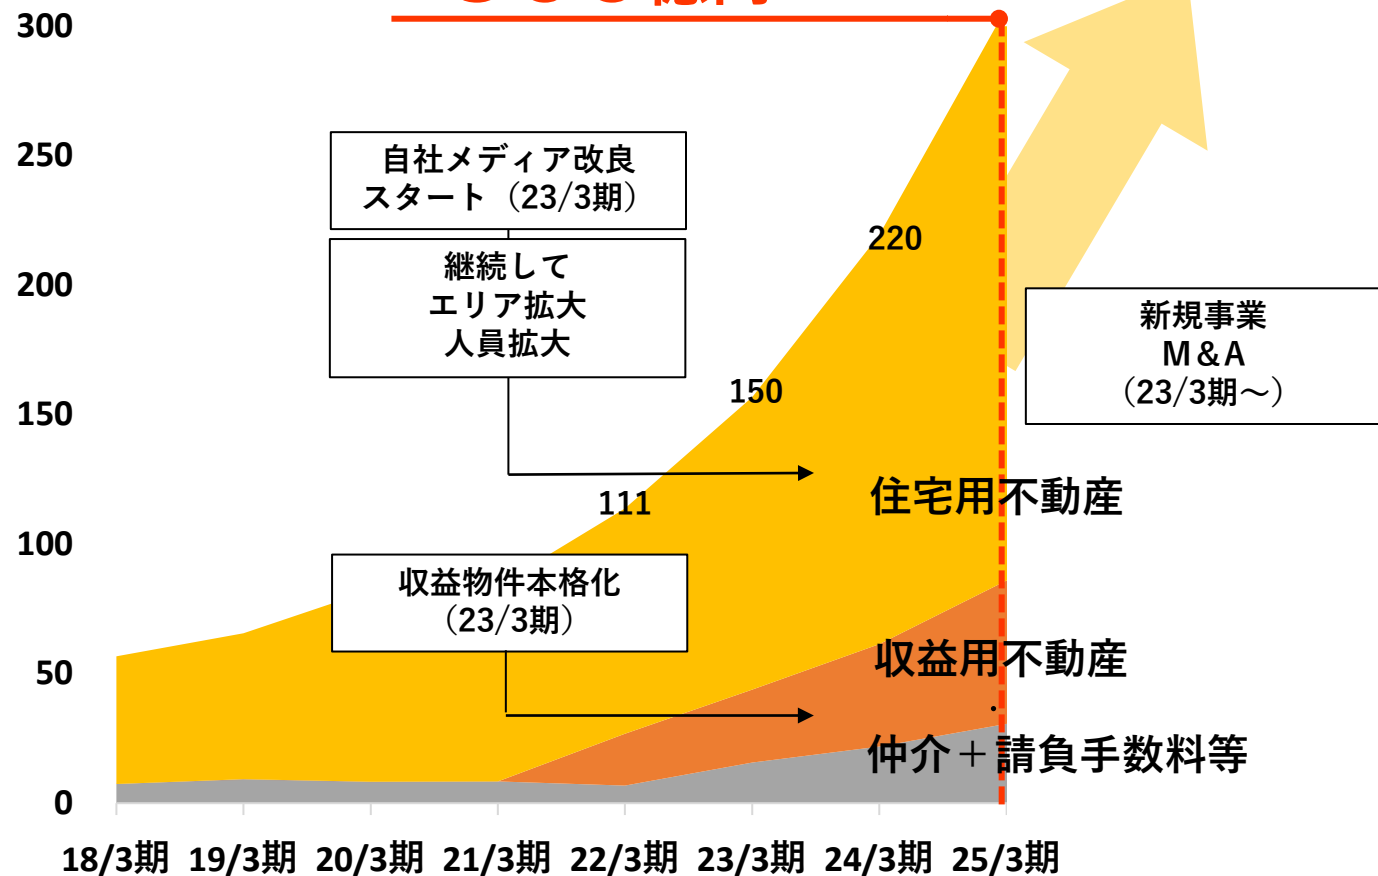 300
250
200
150
100
50
0
自社メディア改良
スタート（23/3期）
継続して
エリア拡大
人員拡大
220
新規事業
M&A
（23/3期～）
150
住宅用不動産
111
収益物件本格化
（23/3期）
収益用不動産
仲介＋請負手数料等
18/3期 19/3期 20/3期 21/3期 22/3期 23/3期 24/3期 25/3期